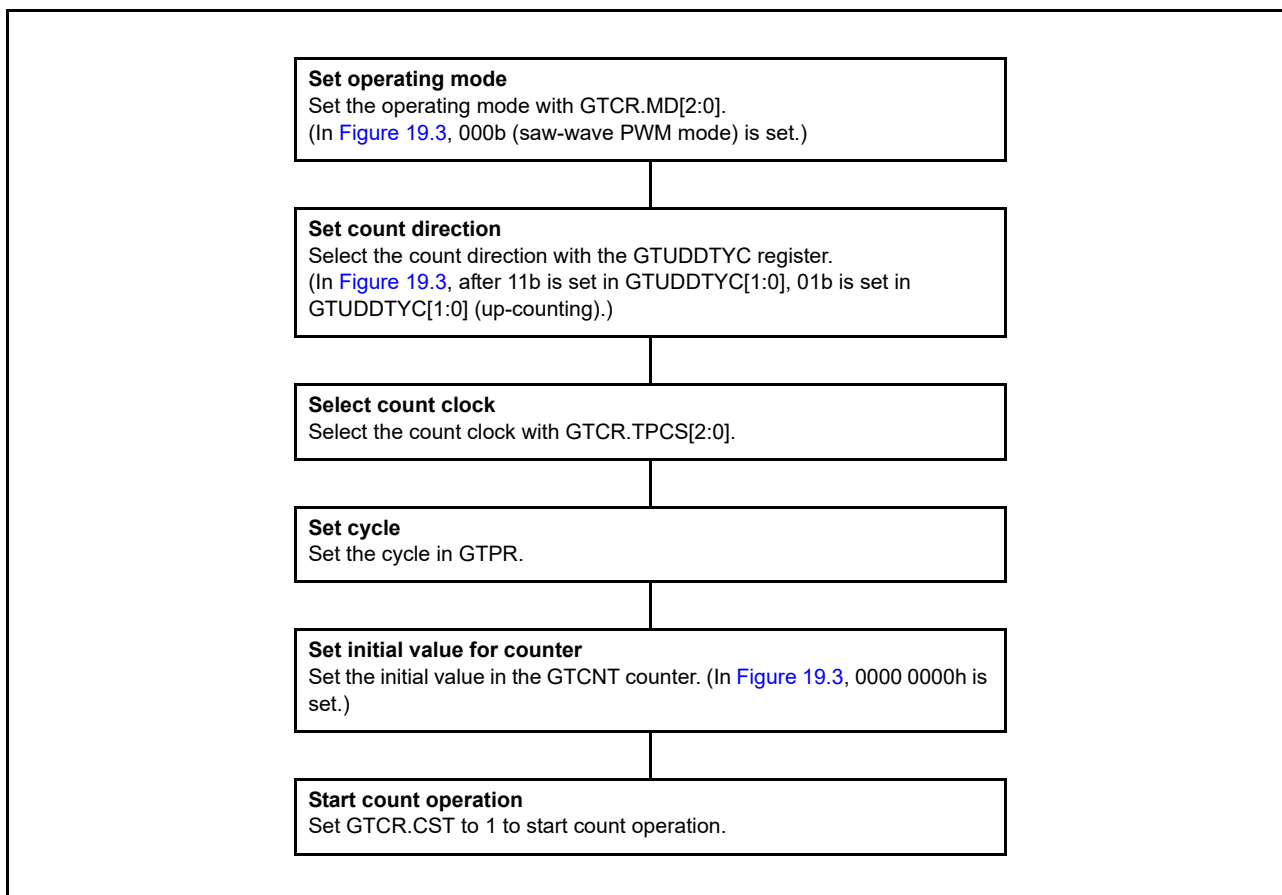 Set operating mode
Set the operating mode with GTCR.MD[2:0].
(In Figure 19.3, 000b (saw-wave PWM mode) is set.)
Set count direction
Select the count direction with the GTUDDTYC register.
(In Figure 19.3, after 11b is set in GTUDDTYC[1:0], 01b is set in
GTUDDTYC[1:0] (up-counting).)
Select count clock
Select the count clock with GTCR.TPCS[2:0].
Set cycle
Set the cycle in GTPR.
Set initial value for counter
Set the initial value in the GTCNT counter. (In Figure 19.3, 0000 0000h is
set.)
Start count operation
Set GTCR.CST to 1 to start count operation.